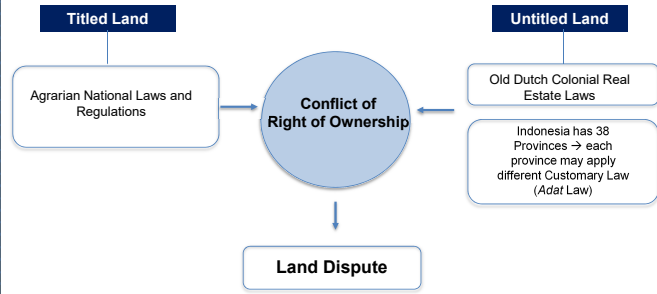 Titled Land
Untitled Land
Agrarian National Laws and
Regulations
Conflict of
Right of Ownership
Old Dutch Colonial Real
Estate Laws
Indonesia has 38
Provinces → each
province may apply
different Customary Law
(Adat Law)
Land Dispute